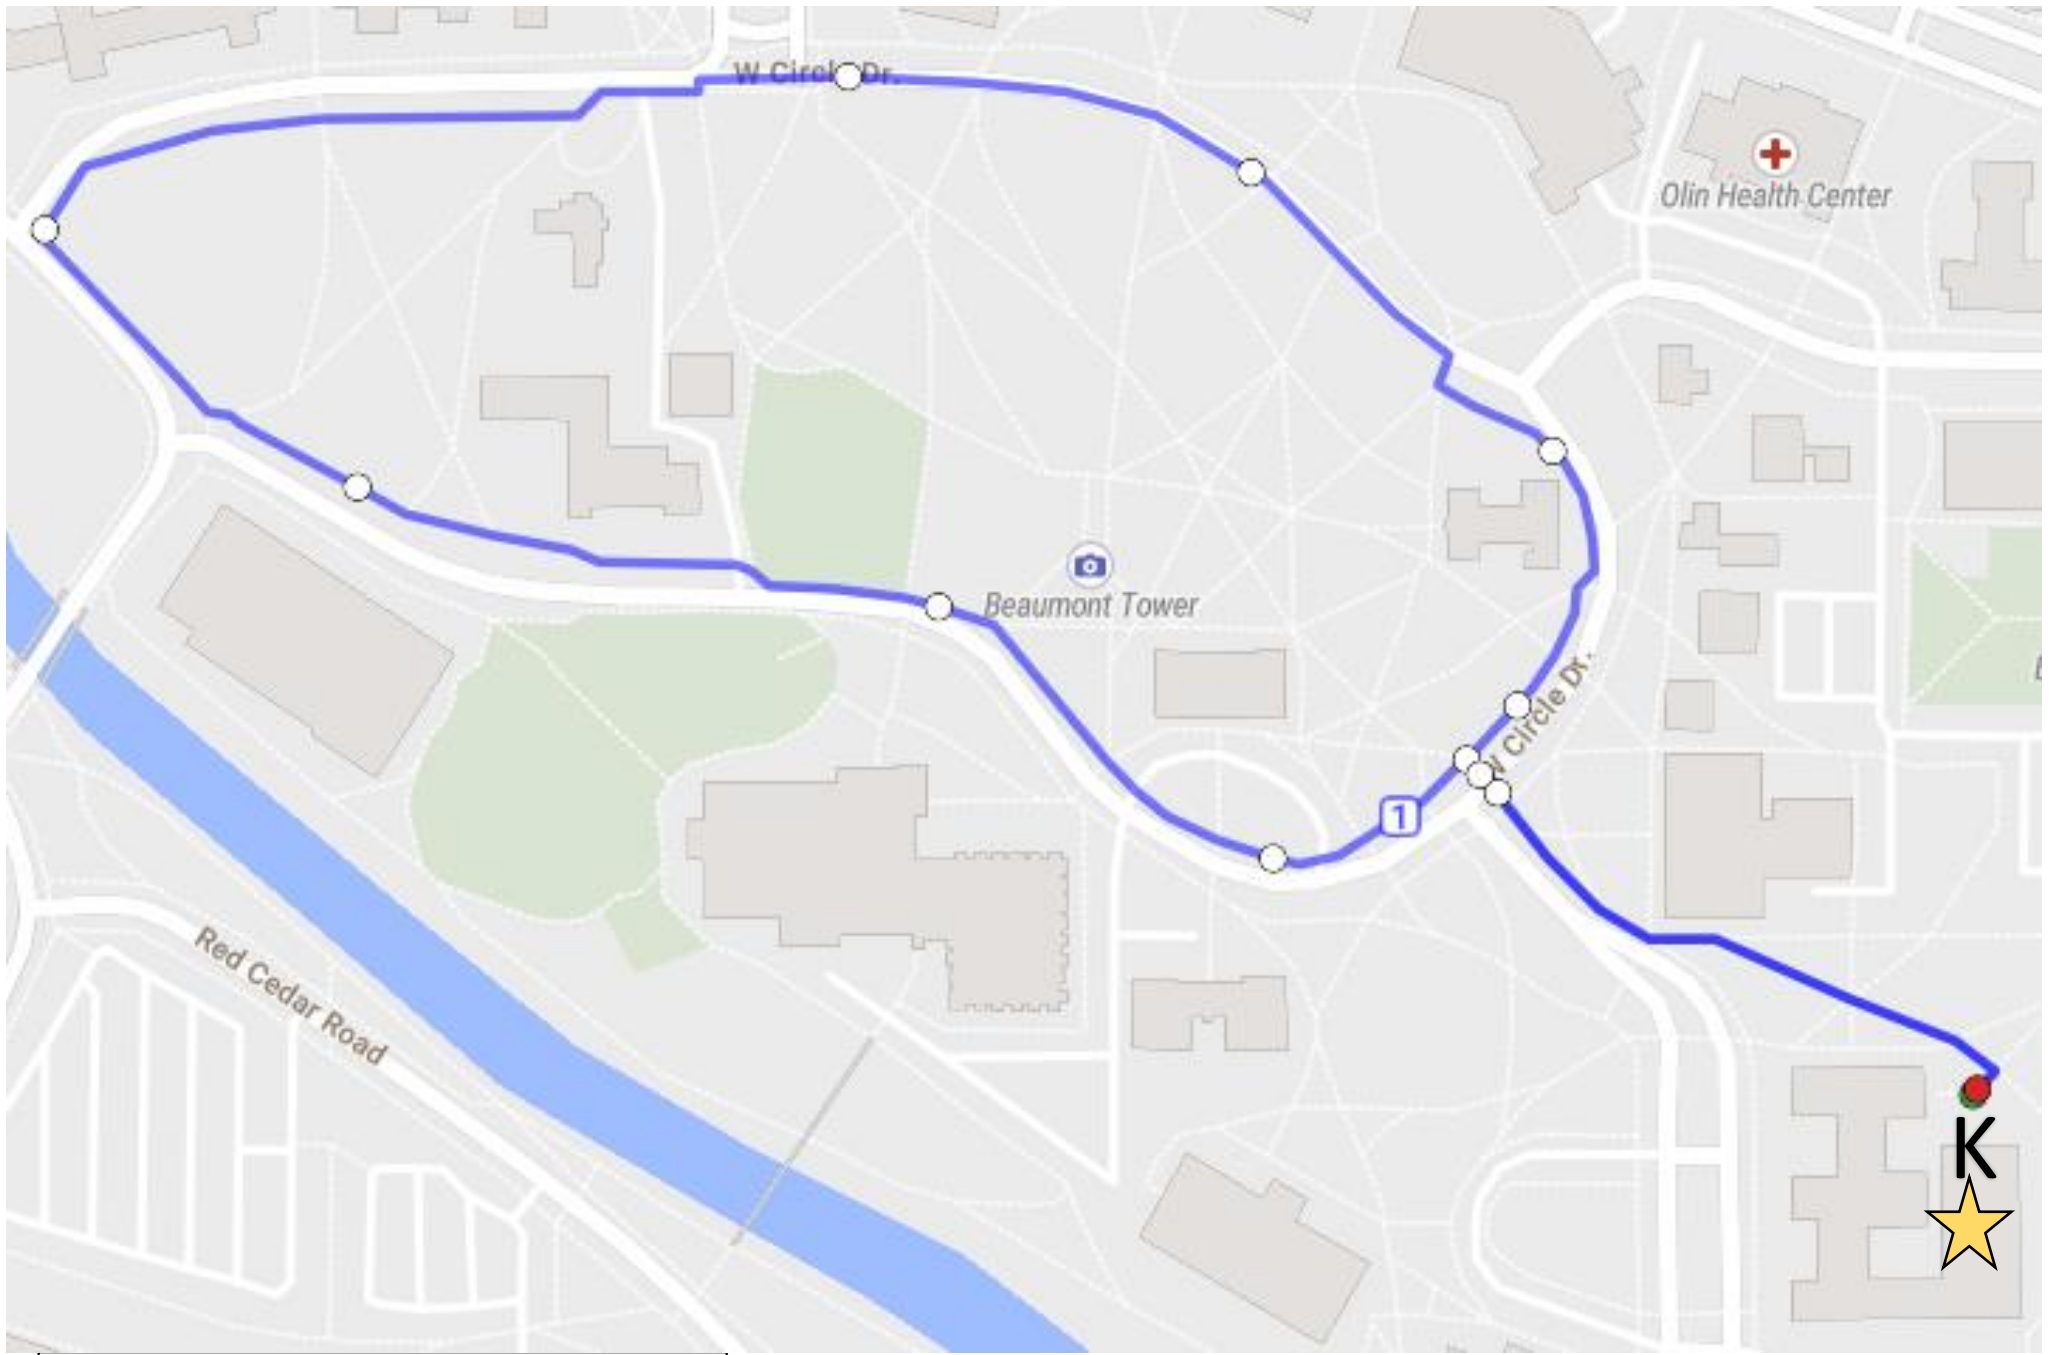 W Circle Dr.
Olin Health Center
Beaumont Tower
W Circle Dr.
1
Red Cedar Road
K